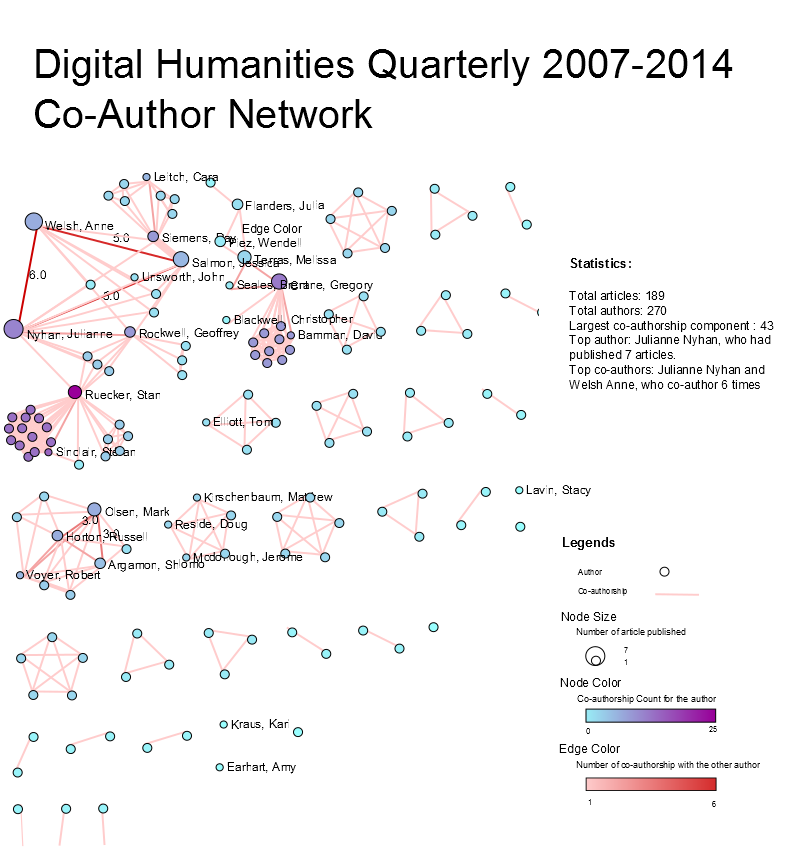 Digital Humanities Quarterly 2007-2014
Co-Author Network
Leitch, Cara
Flanders, Julia
Welsh, Anne
5.0
Siemens, Ray
Edge Color
Wendell
Salmon, Jessica
Terras, Melissa
6.0
Unsworth, John
5.0
Gregory
Blackwell, Christopher
Nyhan, Julianne
Rockwell, Geoffrey
Bamman, David
Ruecker, Stan
Elliott, Tom
Sinclair, Stefan
Kirschenbaum, Matthew
Lavin, Stacy
Olsen, Mark
3.0
Reside, Doug
Horton, Russell
3.0
Argamon, Shlomo
Mcdonough, Jerome
Voyer, Robert
Kraus, Kari
Earhart, Amy
Statistics:
Total articles: 189
Total authors: 270
Largest co-authorship component : 43
Top author: Julianne Nyhan, who had
published 7 articles.
Top co-authors: Julianne Nyhan and
Welsh Anne, who co-author 6 times
Legends
Author
Co-authorship
Node Size
Number of article published
7
1
Node Color
Co-authorship Count for the author
0
25
Edge Color
Number of co-authorship with the other author
1
6